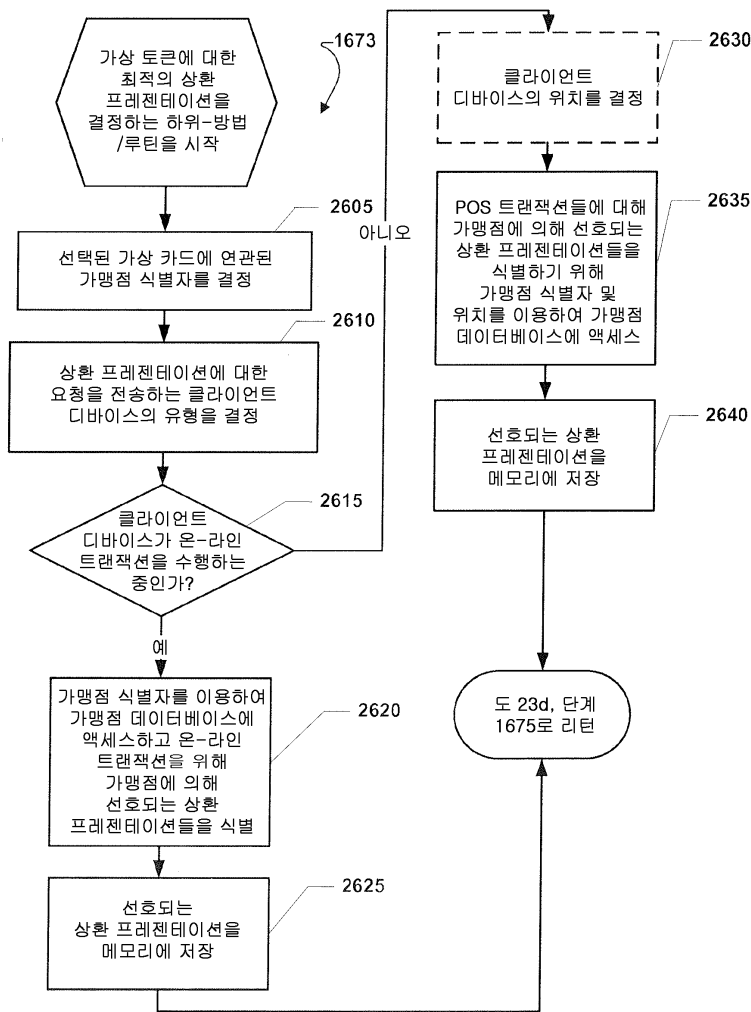 가상 토큰에 대한
최적의 상환
프레젠테이션을
결정하는 하위-방법
/루틴을 시작
1673
2605
선택된 가상 카드에 연관된
가맹점 식별자를 결정
2610
상환 프레젠테이션에 대한
요청을 전송하는 클라이언트
디바이스의 유형을 결정
2615
클라이언트
디바이스가 온-라인
트랜잭션을 수행하는
중인가?
아니오
예
가맹점 식별자를 이용하여
가맹점 데이터베이스에
액세스하고 온-라인
트랜잭션을 위해
가맹점에 의해
선호되는 상환
프레젠테이션들을 식별
2620
2625
선호되는
상환 프레젠테이션을
메모리에 저장
2630
클라이언트
디바이스의 위치를 결정
2635
POS 트랜잭션들에 대해
가맹점에 의해 선호되는
상환 프레젠테이션들을
식별하기 위해
가맹점 식별자 및
위치를 이용하여 가맹점
데이터베이스에 액세스
2640
선호되는 상환
프레젠테이션을
메모리에 저장
도 23d, 단계
1675로 리턴